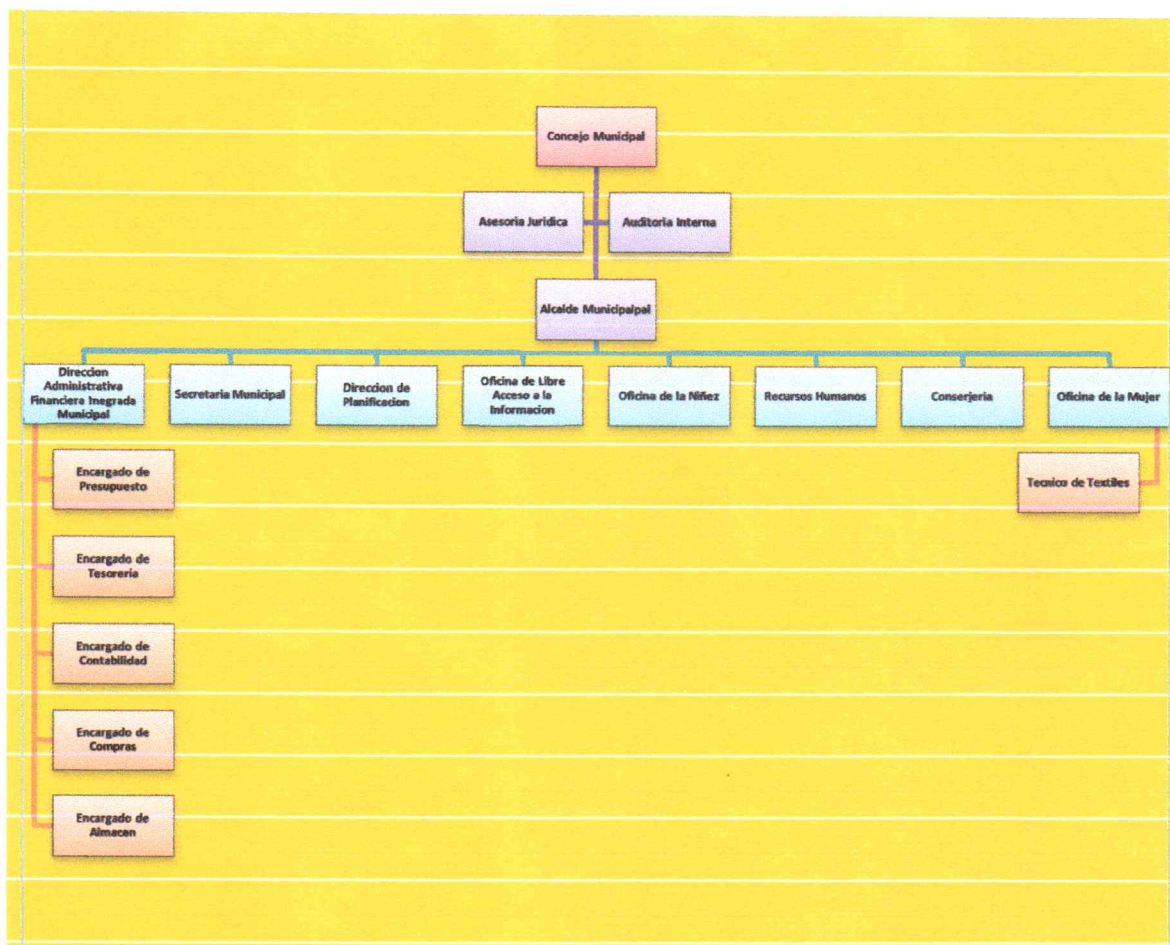 Concejo Municipal
Asesoria Juridica
Auditoria Interna
Alcalde Municipalpal
Direccion
Administrativa
Financiera Inegrada
Municipal
Secretaria Municipal
Direccion de
Planificacion
Oficina de Libre
Acceso a la
Informacion
Oficina de la Niñez
Recursos Humanos
Conserjeria
Oficina de la Mujer
Encargado de
Presupuesto
Tecnico de Textiles
Encargado de
Tesoreria
Encargado de
Contabilidad
Encargado de
Compras
Encargado de
Almacen